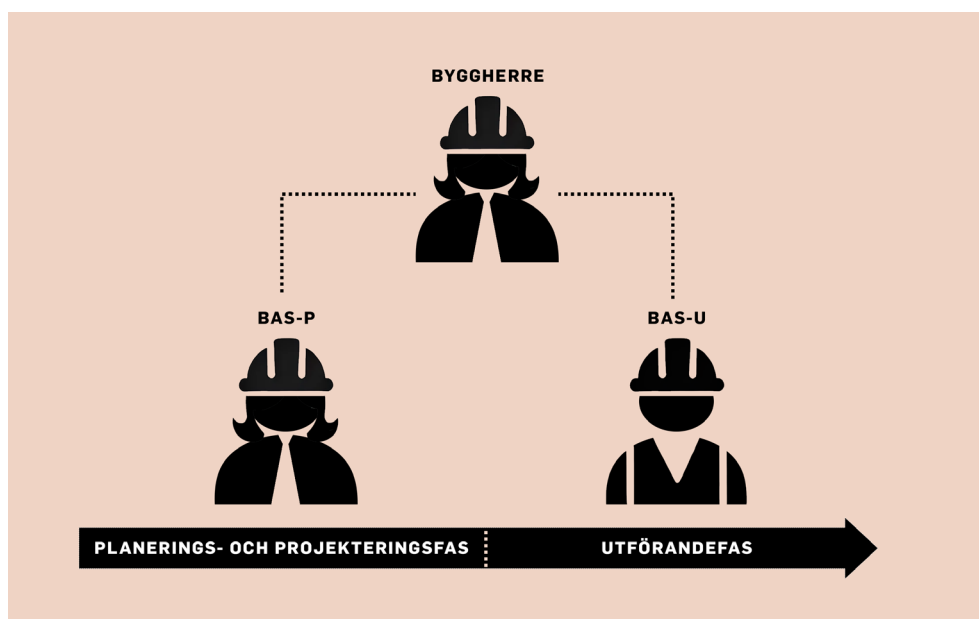 BYGGHERRE
BAS-P
BAS-U
PLANERINGS- OCH PROJEKTERINGSFAS
UTFÖRANDEFAS